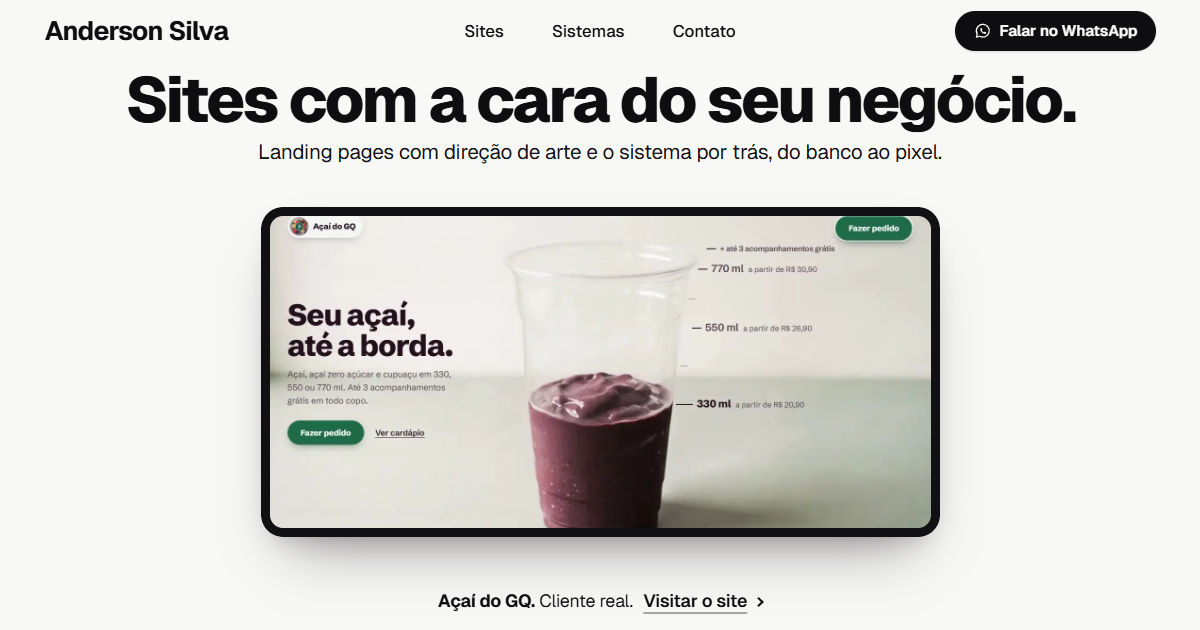 Anderson Silva
Sites
Sistemas
Contato
Falar no WhatsApp
Sites com a cara do seu negócio.
Landing pages com direção de arte e o sistema por trás, do banco ao pixel.
Açaí do GQ
Fazer pedido
— + até 3 acompanhamentos grátis
— 770 ml a partir de R$ 30,90
— 550 ml a partir de R$ 26,90
— 330 ml a partir de R$ 20,90
Seu açaí,
até a borda.
Açaí, açaí zero açúcar e cupuaçu em 330,
550 ou 770 ml. Até 3 acompanhamentos
grátis em todo copo.
Fazer pedido
Ver cardápio
Açaí do GQ. Cliente real. Visitar o site ›